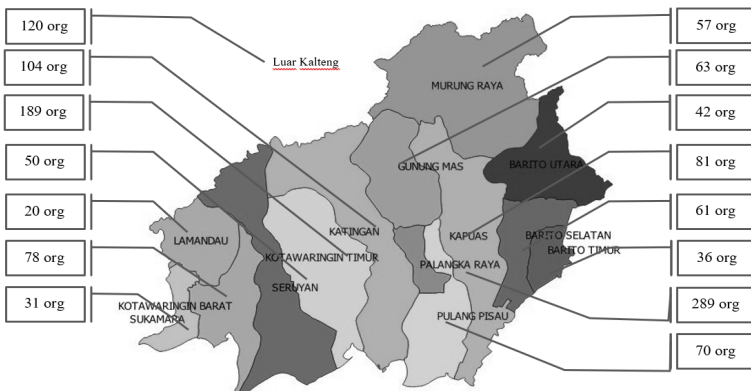 120 org
104 org
189 org
50 org
20 org
78 org
31 org
Luar Kalteng
MURUNG RAYA
GUNUNG MAS
BARITO UTARA
KATINGAN
KAPUAS
BARITO SELATAN
BARITO TIMUR
LAMANDAU
KOTAWARINGIN TIMUR
PALANGKA RAYA
SERUYAN
KOTAWARINGIN BARAT
SUKAMARA
PULANG PISAU
57 org
63 org
42 org
81 org
61 org
36 org
289 org
70 org